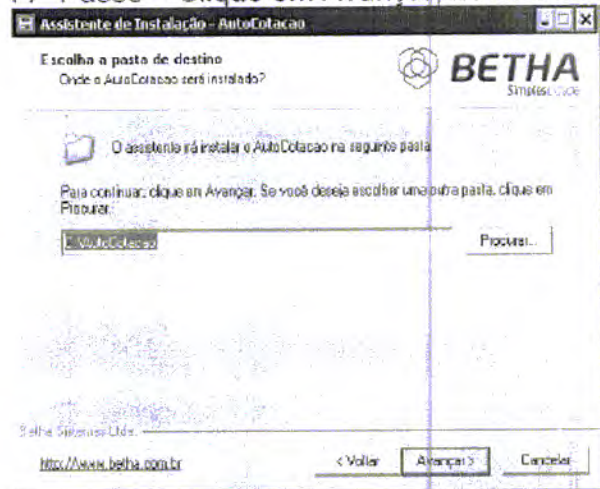 Assistente de Instalação - AutoCotacao
Escolha a pasta de destino
Onde o AutoCotacao será instalado?
BETHA
O assistente irá instalar o AutoCotacao na seguinte pasta
Para continuar, clique em Avançar. Se você deseja escolher uma outra pasta, clique em
Procurar.
\AutoCotacao
Procurar...
Betha Sistemas Ltda.
http://www.betha.com.br
< Voltar
Avançar >
Cancelar